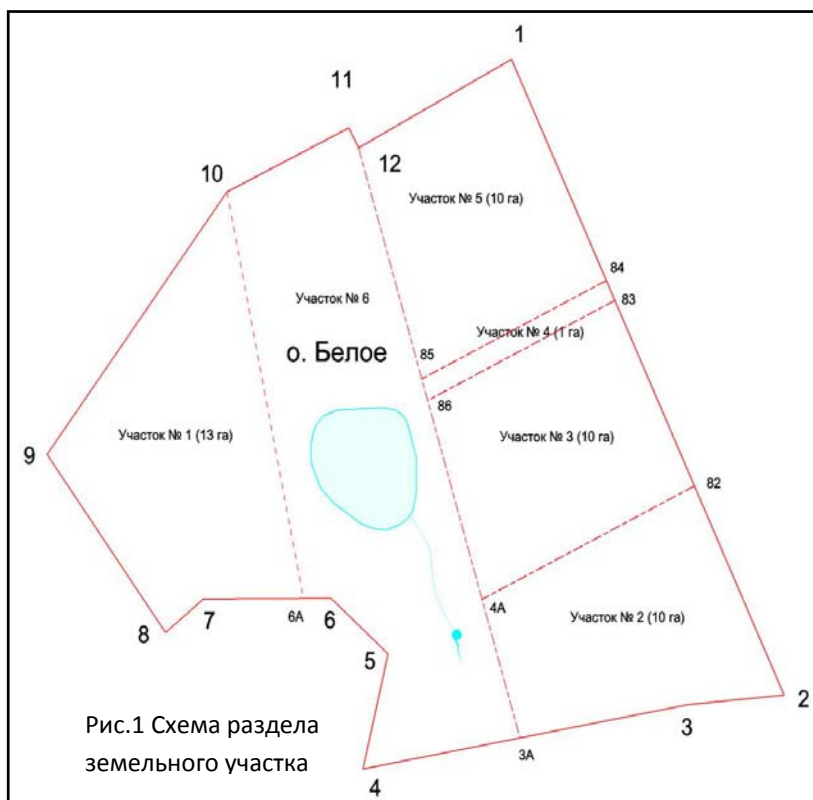 1
11
12
10
Участок № 5 (10 га)
84
83
Участок № 6
Участок № 4 (1 га)
о. Белое
85
86
Участок № 1 (13 га)
Участок № 3 (10 га)
9
82
4А
6А
6
7
8
Участок № 2 (10 га)
5
2
3
Рис.1 Схема раздела
земельного участка
3А
4